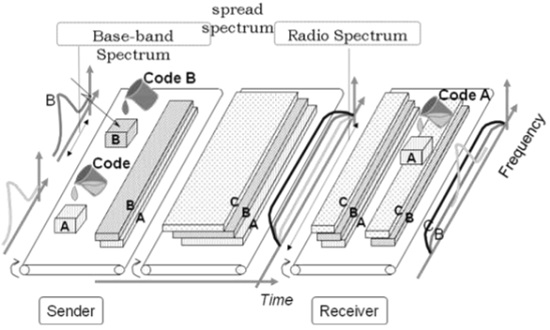 spread
spectrum
Base-band
Spectrum
Radio Spectrum
Code B
B
B
Code
A
B
A
C
B
A
Code A
A
C
B
A
C
B
A
C
B
Frequency
Time
Sender
Receiver